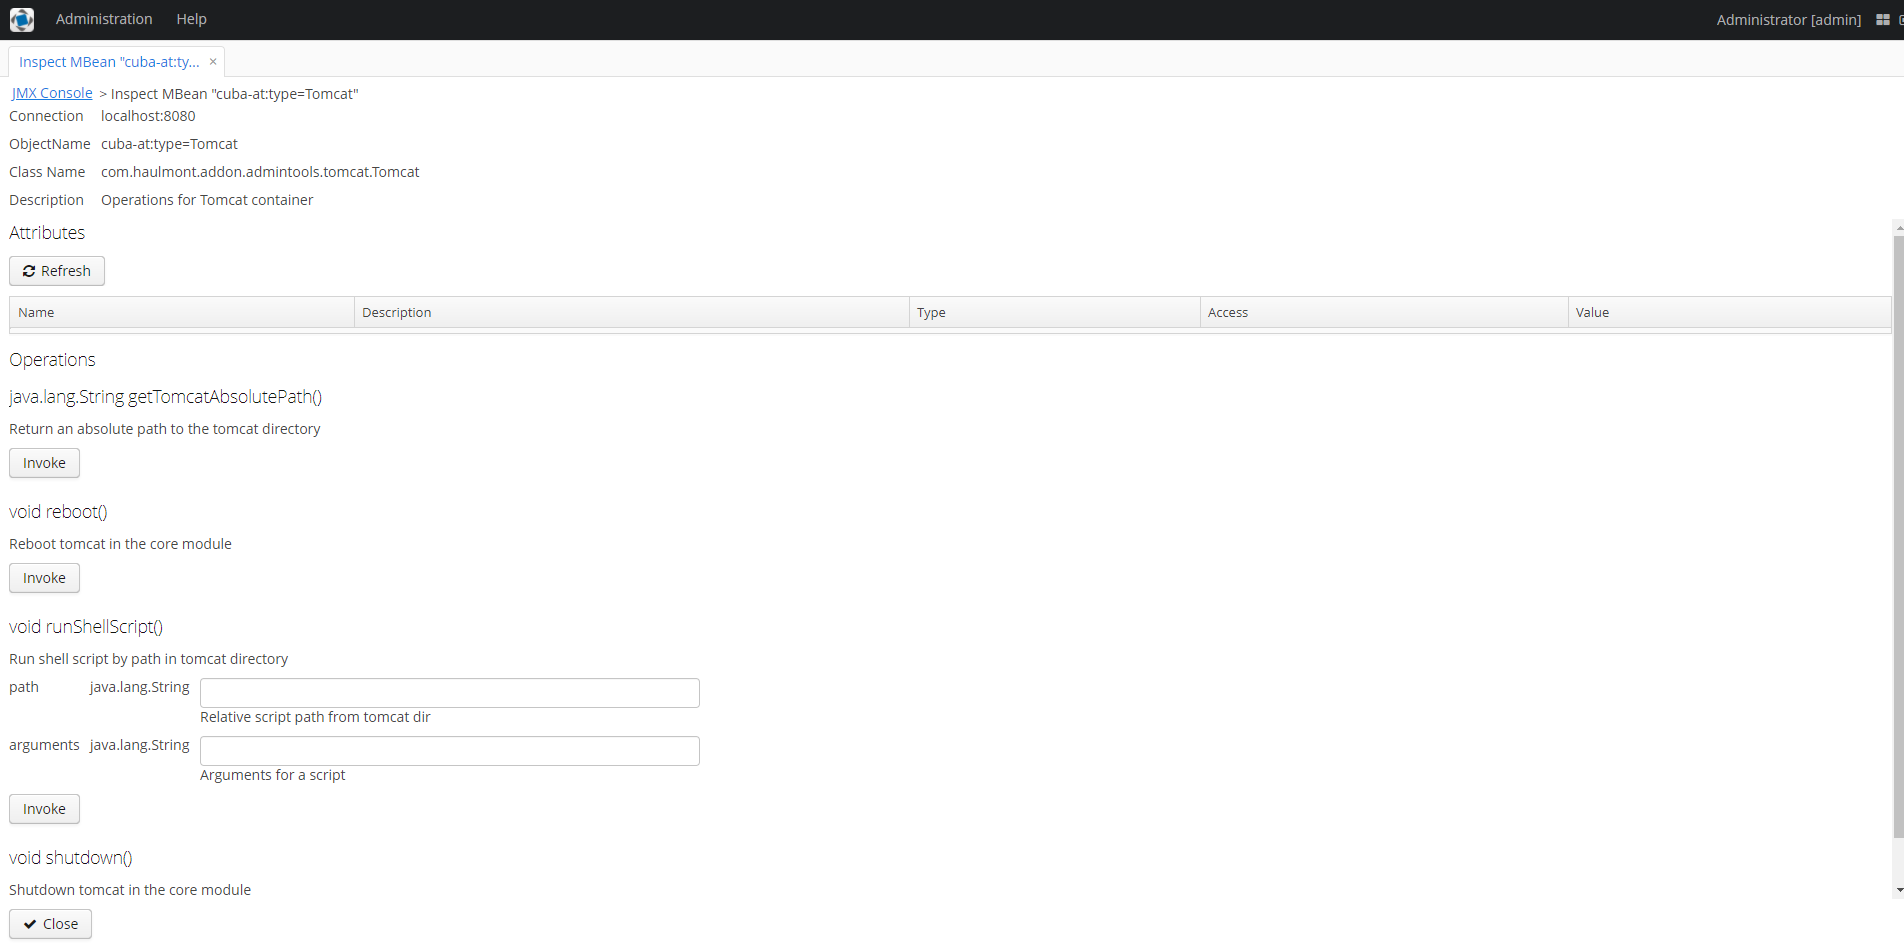 Administration Help Administrator [admin]
Inspect MBean "cuba-at:ty... ×
JMX Console > Inspect MBean "cuba-at:type=Tomcat"
Connection localhost:8080
ObjectName cuba-at:type=Tomcat
Class Name com.haulmont.addon.admintools.tomcat.Tomcat
Description Operations for Tomcat container
Attributes
Refresh
Name Description Type Access Value
Operations
java.lang.String getTomcatAbsolutePath()
Return an absolute path to the tomcat directory
Invoke
void reboot()
Reboot tomcat in the core module
Invoke
void runShellScript()
Run shell script by path in tomcat directory
path java.lang.String
Relative script path from tomcat dir
arguments java.lang.String
Arguments for a script
Invoke
void shutdown()
Shutdown tomcat in the core module
Close